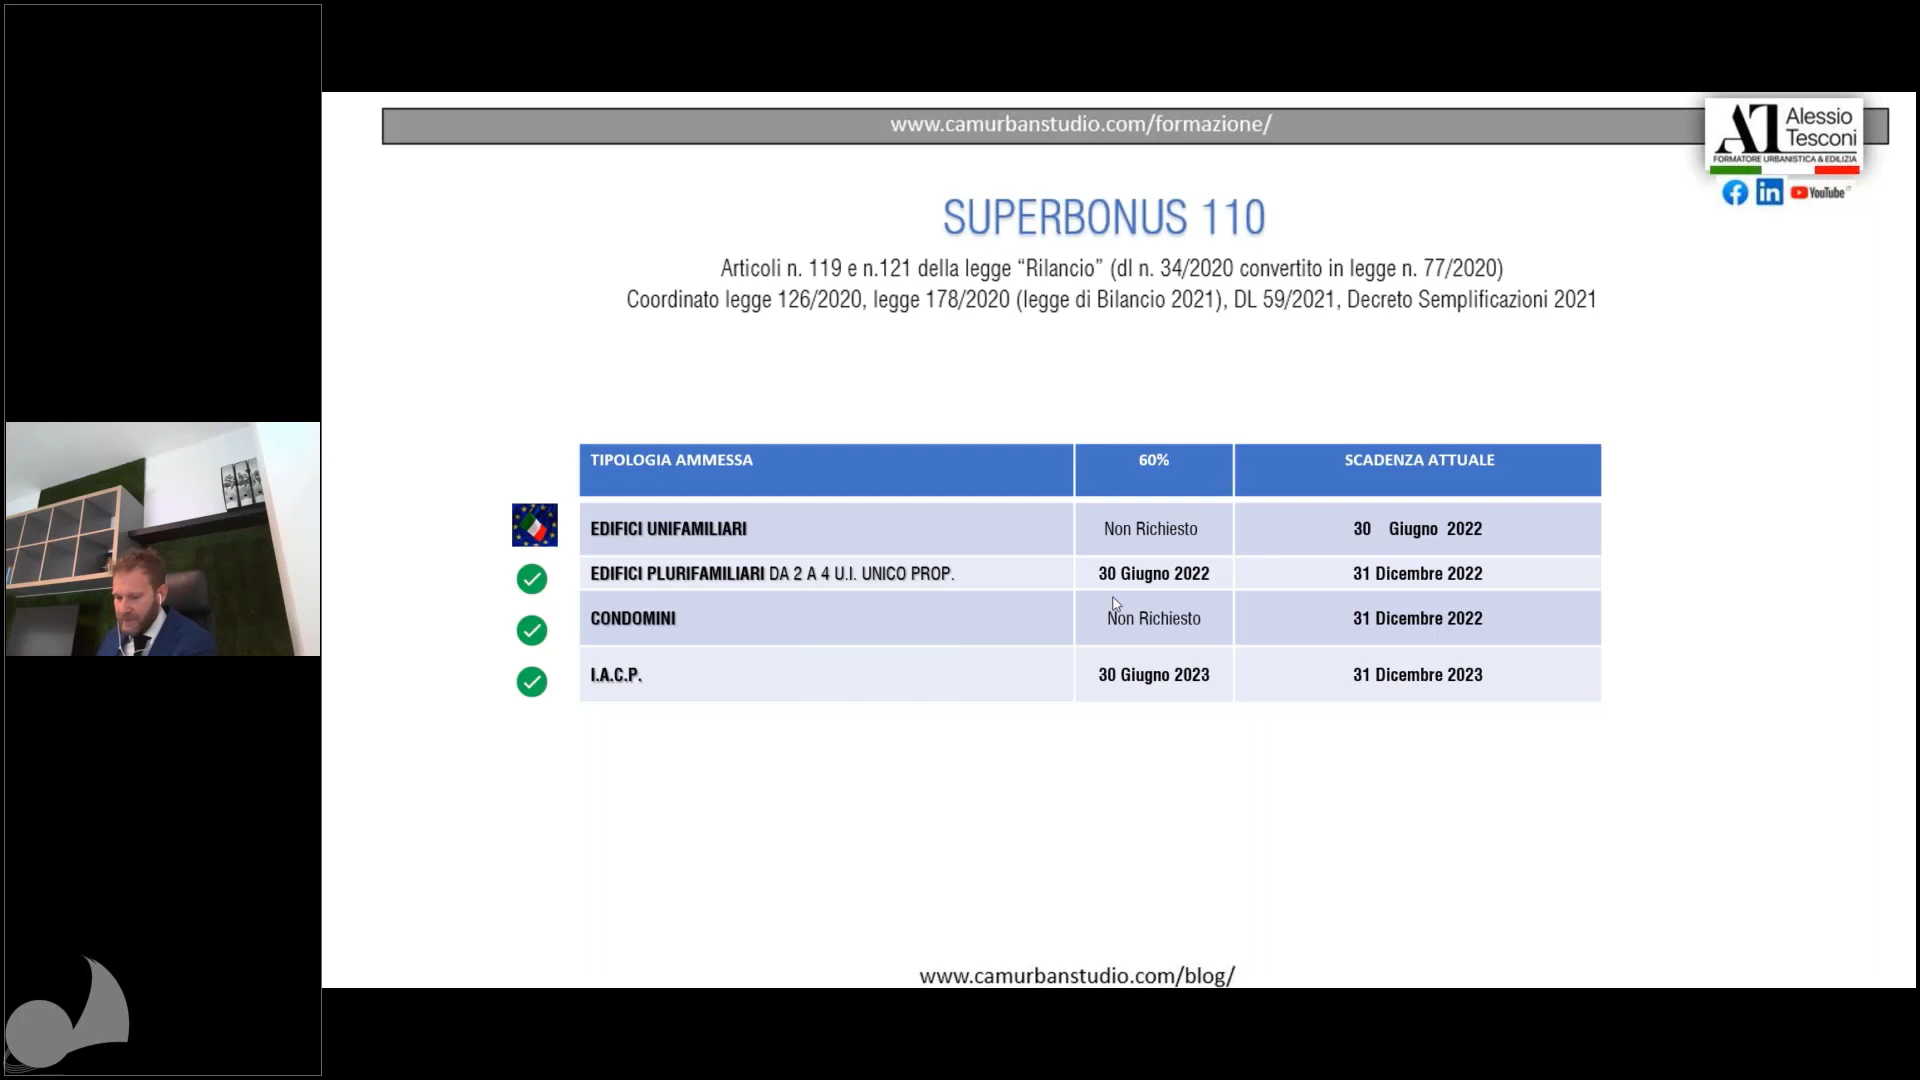 www.camurbanstudio.com/formazione/
Alessio
Tesconi
FORMATORE URBANISTICA & EDILIZIA
YouTube IT
SUPERBONUS 110
Articoli n. 119 e n.121 della legge “Rilancio” (dl n. 34/2020 convertito in legge n. 77/2020)
Coordinato legge 126/2020, legge 178/2020 (legge di Bilancio 2021), DL 59/2021, Decreto Semplificazioni 2021
TIPOLOGIA AMMESSA 60% SCADENZA ATTUALE
EDIFICI UNIFAMILIARI Non Richiesto 30 Giugno 2022
EDIFICI PLURIFAMILIARI DA 2 A 4 U.I. UNICO PROP. 30 Giugno 2022 31 Dicembre 2022
CONDOMINI Non Richiesto 31 Dicembre 2022
I.A.C.P. 30 Giugno 2023 31 Dicembre 2023
www.camurbanstudio.com/blog/